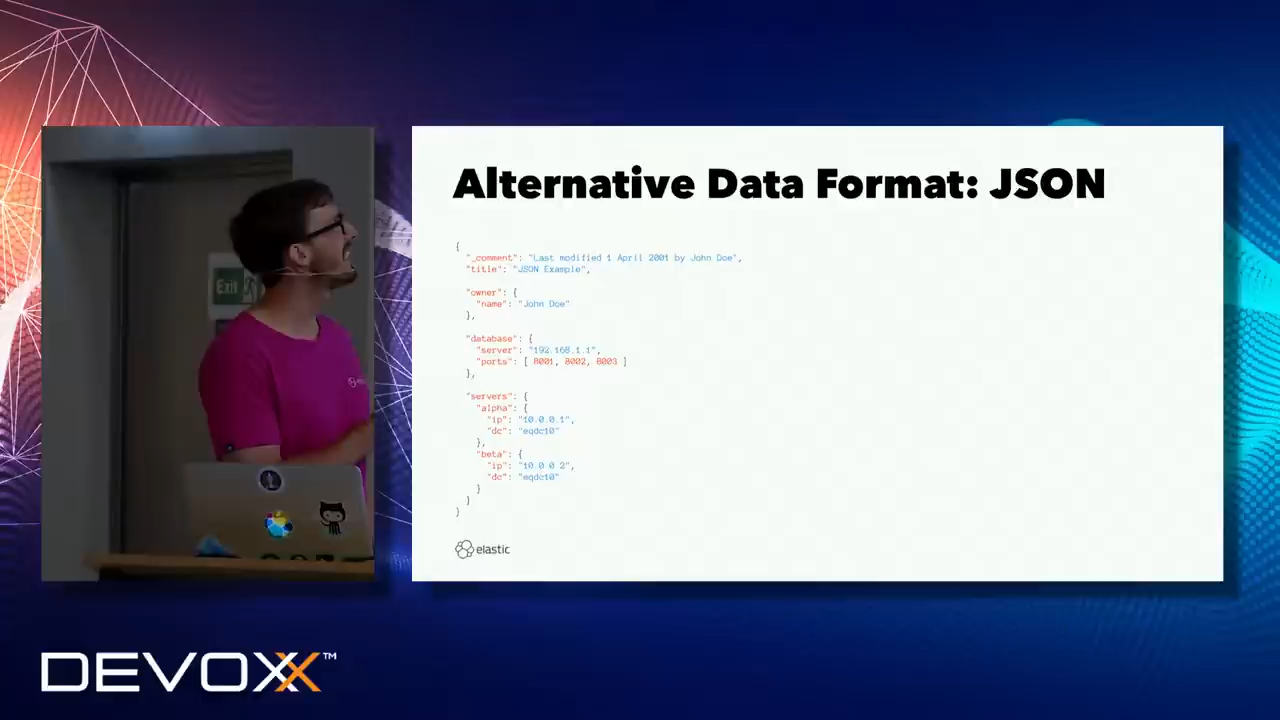 Alternative Data Format: JSON
{
"_comment": "Last modified 1 April 2001 by John Doe",
"title": "JSON Example",
"owner": {
"name": "John Doe"
},
"database": {
"server": "192.168.1.1",
"ports": [ 8001, 8002, 8003 ]
},
"servers": {
"alpha": {
"ip": "10.0.0.1",
"dc": "eqdc10"
},
"beta": {
"ip": "10.0.0.2",
"dc": "eqdc10"
}
}
}
elastic
Exit
DEVOXX™